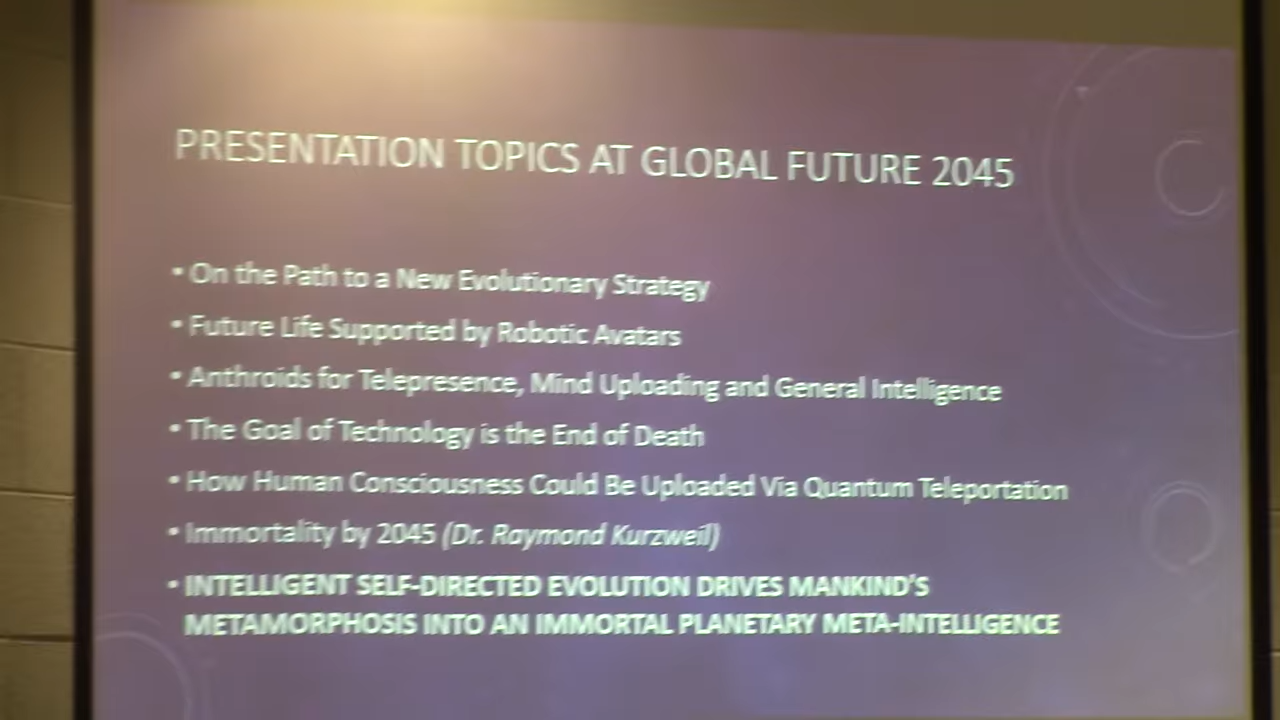 PRESENTATION TOPICS AT GLOBAL FUTURE 2045
• On the Path to a New Evolutionary Strategy
• Future Life Supported by Robotic Avatars
• Anthroids for Telepresence, Mind Uploading and General Intelligence
• The Goal of Technology is the End of Death
• How Human Consciousness Could Be Uploaded Via Quantum Teleportation
• Immortality by 2045 (Dr. Raymond Kurzweil)
• INTELLIGENT SELF-DIRECTED EVOLUTION DRIVES MANKIND'S
METAMORPHOSIS INTO AN IMMORTAL PLANETARY META-INTELLIGENCE